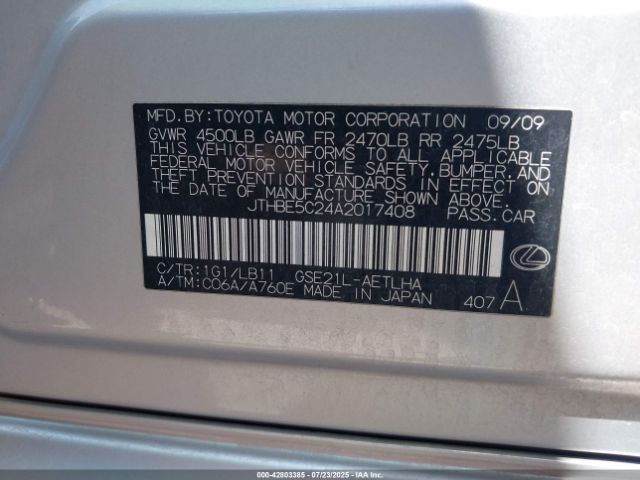 MFD.BY:TOYOTA MOTOR CORPORATION 09/09
GVWR 4500LB GAWR FR 2470LB RR 2475LB
THIS VEHICLE CONFORMS TO ALL APPLICABLE
FEDERAL MOTOR VEHICLE SAFETY,BUMPER,AND
THEFT PREVENTION STANDARDS IN EFFECT ON
THE DATE OF MANUFACTURE SHOWN ABOVE.
JTHBE5C24A2017408 PASS.CAR
C/TR:1G1/LB11 GSE21L-AETLHA
A/TM:C06A/A760E MADE IN JAPAN 407 A
000-42803385 | 07/23/2025 - IAA Inc.